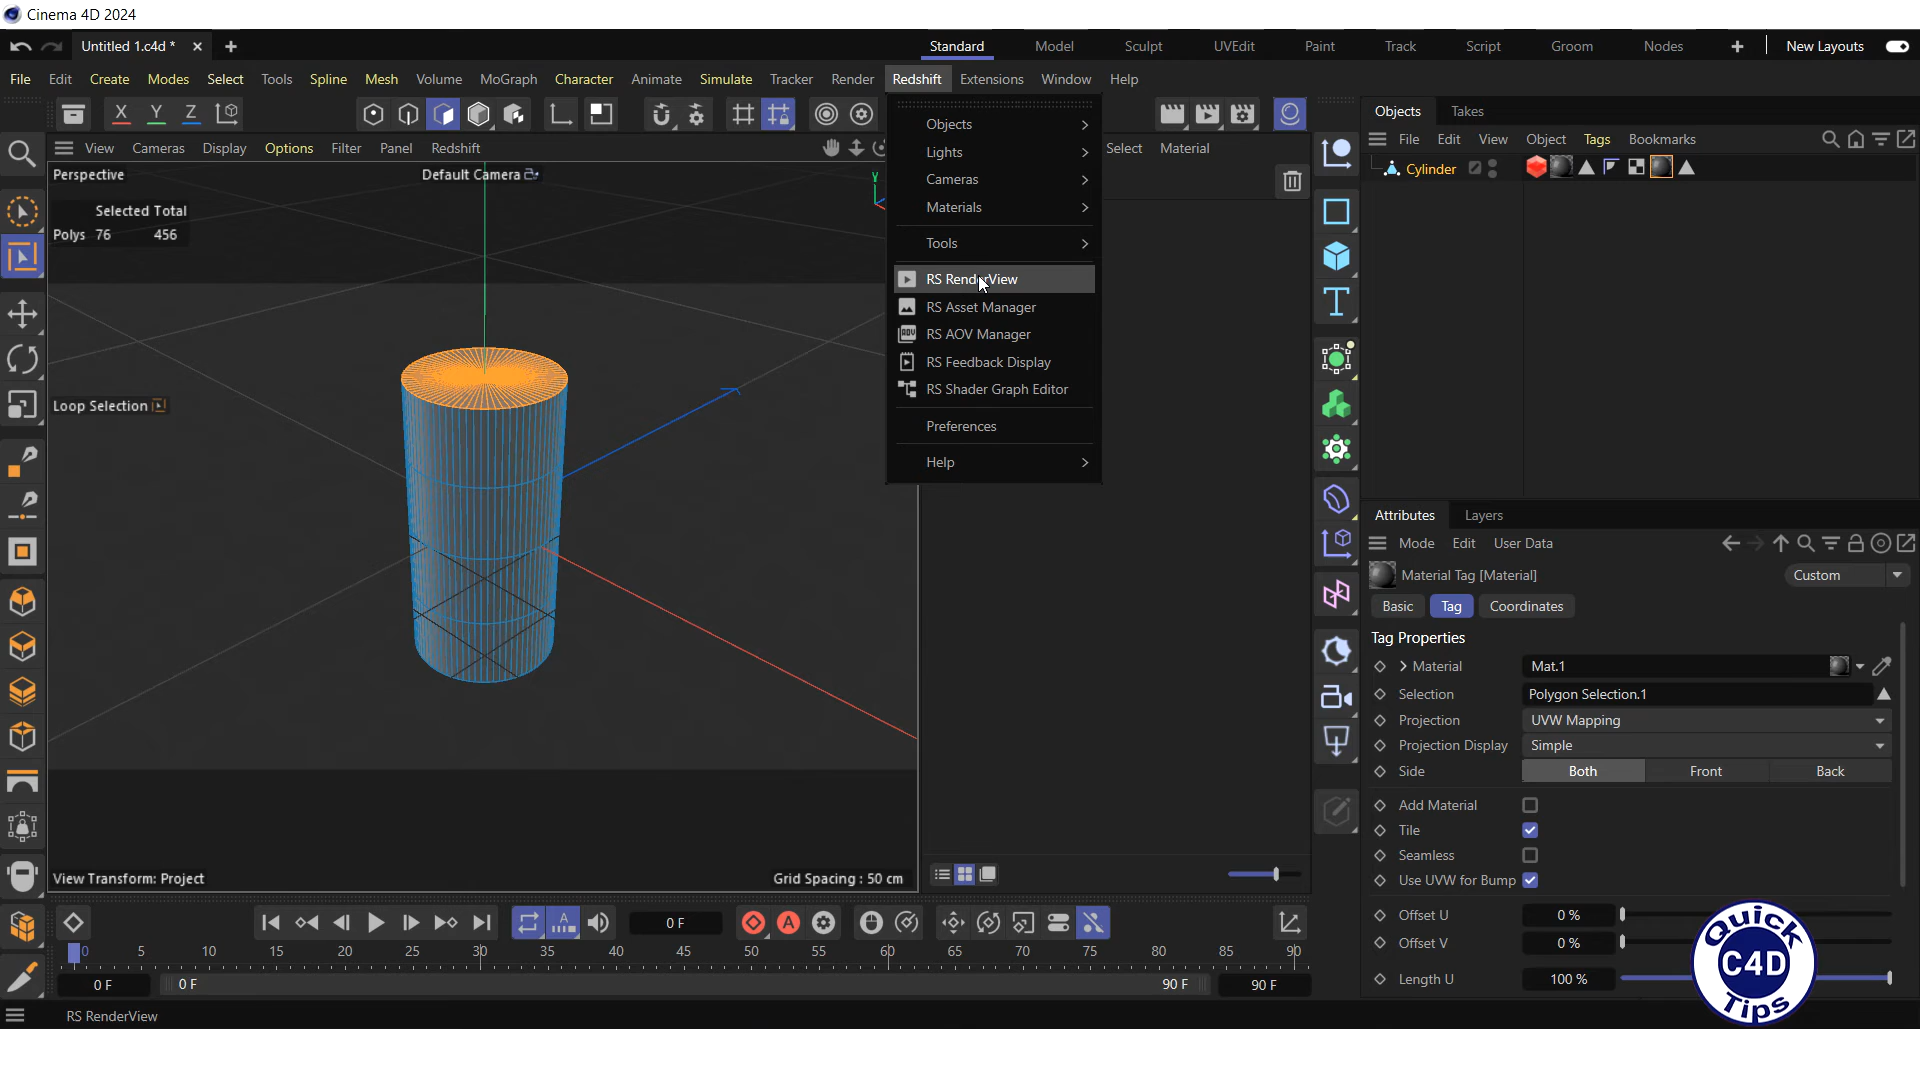 Cinema 4D 2024
Untitled 1.c4d *
Standard Model Sculpt UVEdit Paint Track Script Groom Nodes New Layouts
File Edit Create Modes Select Tools Spline Mesh Volume MoGraph Character Animate Simulate Tracker Render Redshift Extensions Window Help
X Y Z
View Cameras Display Options Filter Panel Redshift
Select Material
Perspective
Default Camera
Y
Selected Total
Polys 76 456
Loop Selection
View Transform: Project
Grid Spacing : 50 cm
Objects
Lights
Cameras
Materials
Tools
RS RenderView
RS Asset Manager
AOV RS AOV Manager
RS Feedback Display
RS Shader Graph Editor
Preferences
Help
Objects Takes
File Edit View Object Tags Bookmarks
Cylinder
Attributes Layers
Mode Edit User Data
Material Tag [Material]
Custom
Basic Tag Coordinates
Tag Properties
Material Mat.1
Selection Polygon Selection.1
Projection UVW Mapping
Projection Display Simple
Side Both Front Back
Add Material
Tile
Seamless
Use UVW for Bump
Offset U 0 %
Offset V 0 %
Length U 100 %
0 F
0 5 10 15 20 25 30 35 40 45 50 55 60 65 70 75 80 85 90
0 F 0 F 90 F 90 F
RS RenderView
Quick
C4D
Tips